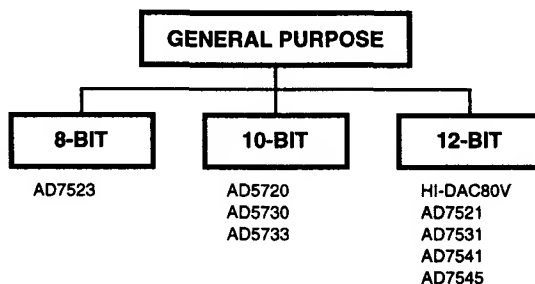 GENERAL PURPOSE
8-BIT
10-BIT
12-BIT
AD7523
AD5720
AD5730
AD5733
HI-DAC80V
AD7521
AD7531
AD7541
AD7545